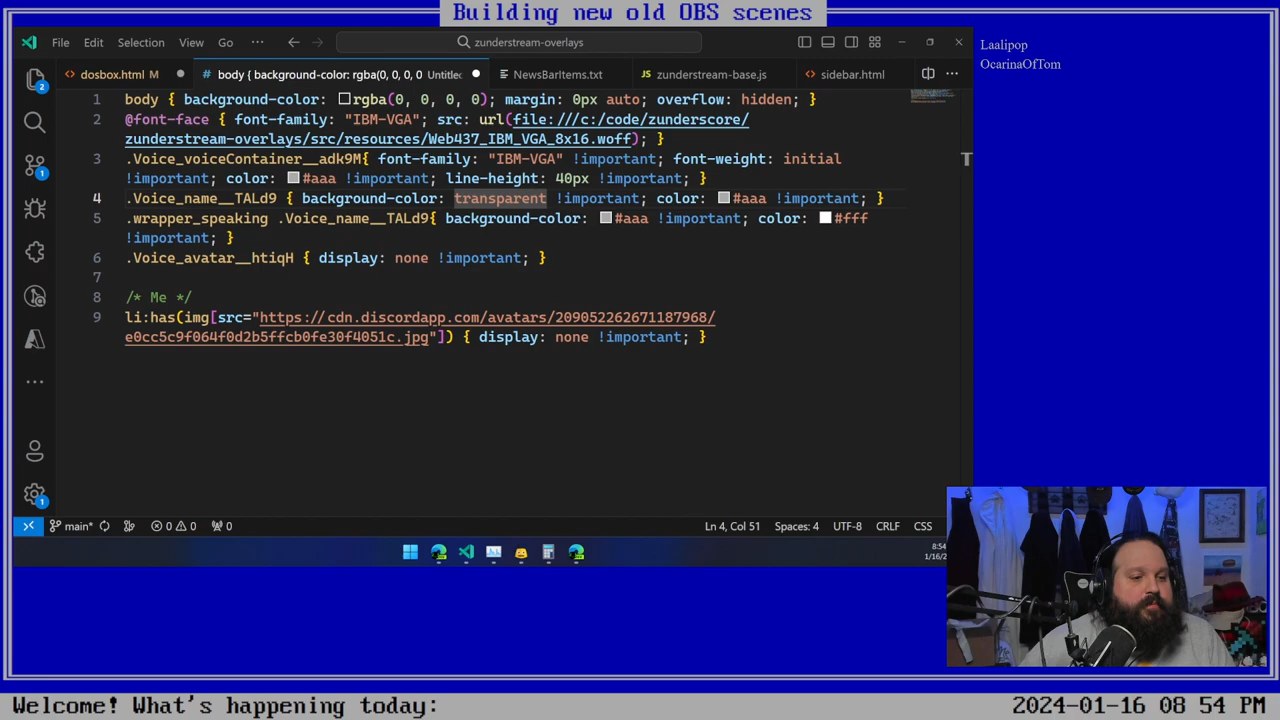 Building new old OBS scenes
File Edit Selection View Go ··· zunderstream-overlays
dosbox.html M body { background-color: rgba(0, 0, 0, 0 Untitlec NewsBarItems.txt zunderstream-base.js sidebar.html
Laalipop
OcarinaOfTom
1 body { background-color: rgba(0, 0, 0, 0); margin: 0px auto; overflow: hidden; }
2 @font-face { font-family: "IBM-VGA"; src: url(file:///c:/code/zunderscore/
zunderstream-overlays/src/resources/Web437_IBM_VGA_8x16.woff); }
3 .Voice_voiceContainer__adk9M{ font-family: "IBM-VGA" !important; font-weight: initial
!important; color: #aaa !important; line-height: 40px !important; }
4 .Voice_name__TALd9 { background-color: transparent !important; color: #aaa !important; }
5 .wrapper_speaking .Voice_name__TALd9{ background-color: #aaa !important; color: #fff
!important; }
6 .Voice_avatar__htiqH { display: none !important; }
7
8 /* Me */
9 li:has(img[src="https://cdn.discordapp.com/avatars/209052262671187968/
e0cc5c9f064f0d2b5ffcb0fe30f4051c.jpg"]) { display: none !important; }
main* 0 0 0 Ln 4, Col 51 Spaces: 4 UTF-8 CRLF CSS
8:54
1/16/2
Welcome! What's happening today: 2024-01-16 08 54 PM